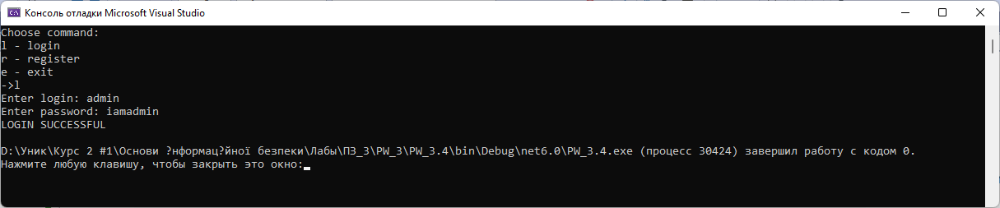 Консоль отладки Microsoft Visual Studio
Choose command:
l - login
r - register
e - exit
->l
Enter login: admin
Enter password: iamadmin
LOGIN SUCCESSFUL
D:\Уник\Курс 2 #1\Основи ?нформац?йної безпеки\Лабы\ПЗ_3\PW_3\PW_3.4\bin\Debug\net6.0\PW_3.4.exe (процесс 30424) завершил работу с кодом 0.
Нажмите любую клавишу, чтобы закрыть это окно: